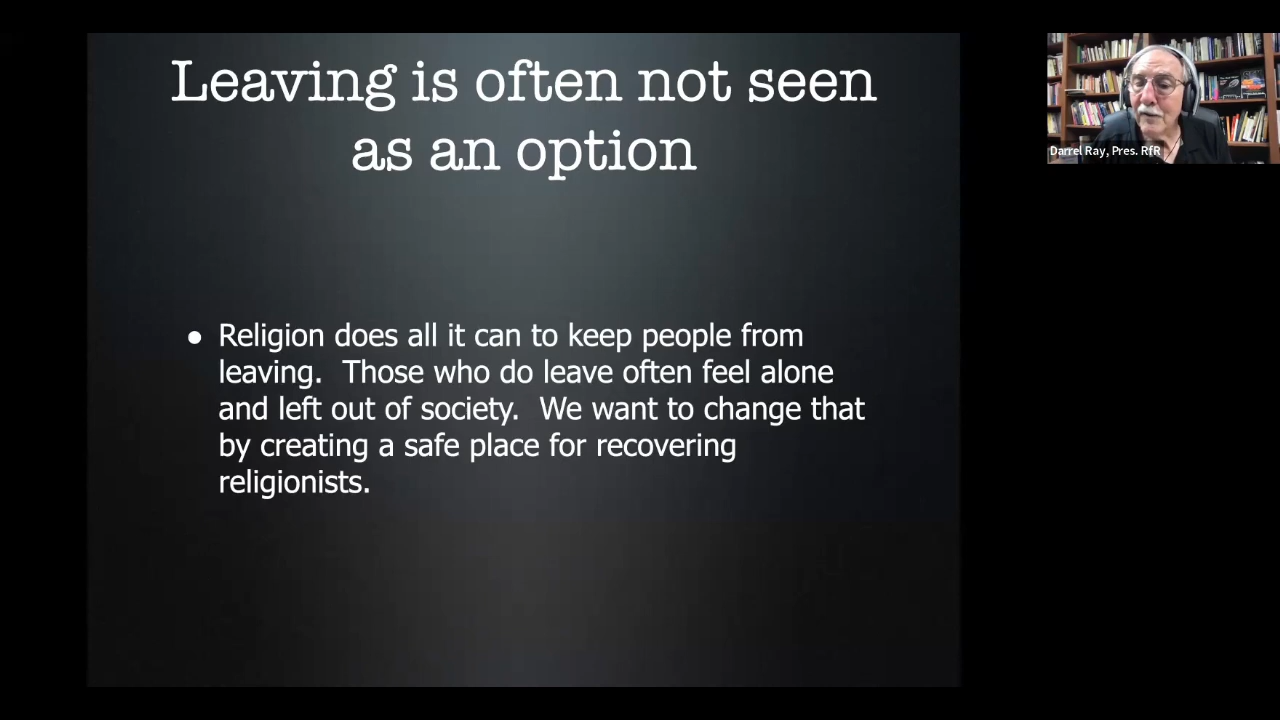 Leaving is often not seen
as an option
● Religion does all it can to keep people from
leaving.  Those who do leave often feel alone
and left out of society.  We want to change that
by creating a safe place for recovering
religionists.
Darrel Ray, Pres. RfR